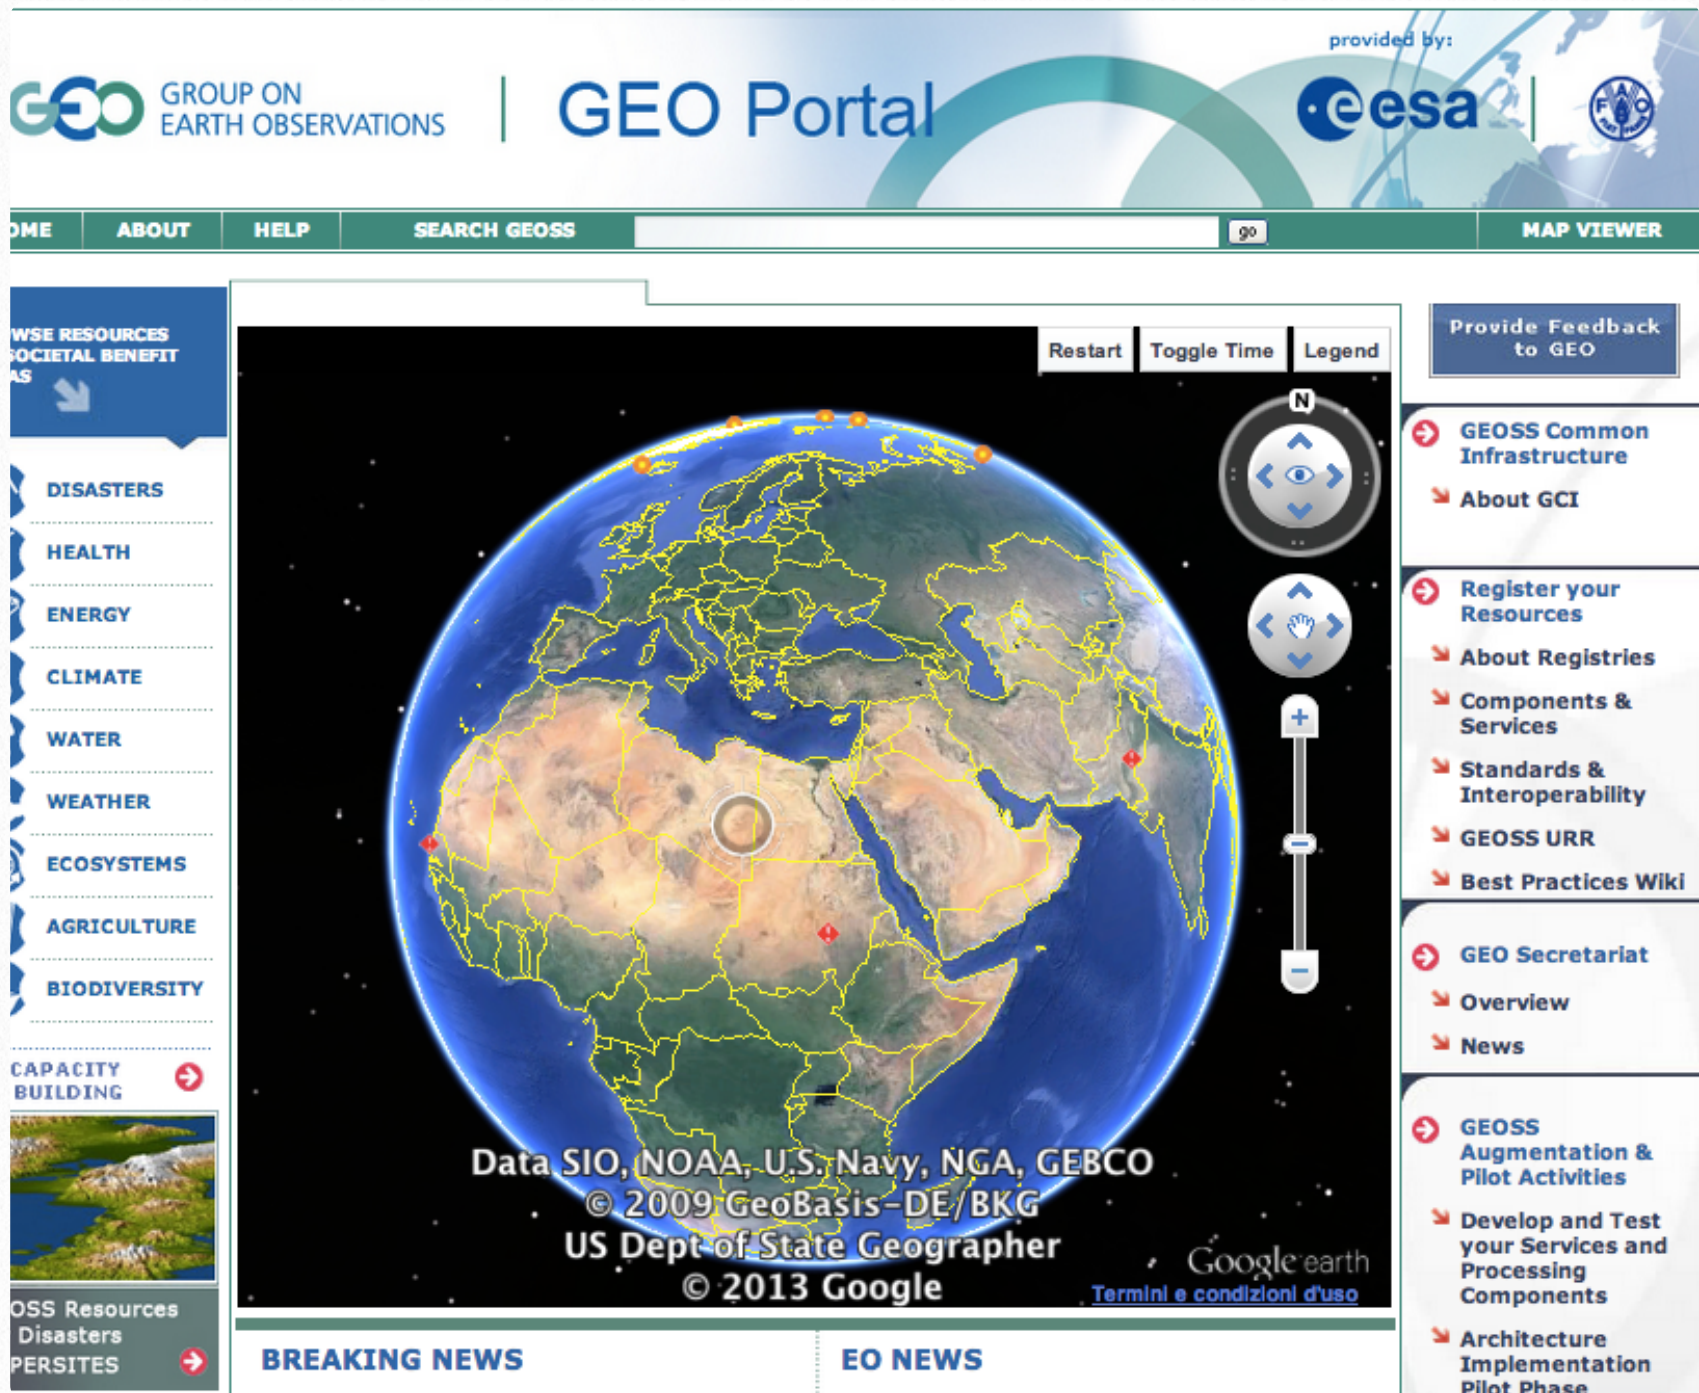 provided by:
GEO
GROUP ON
EARTH OBSERVATIONS
GEO Portal
esa
FAO
FIAT PANIS
OME
ABOUT
HELP
SEARCH GEOSS
go
MAP VIEWER
WSE RESOURCES
SOCIETAL BENEFIT
AS
DISASTERS
HEALTH
ENERGY
CLIMATE
WATER
WEATHER
ECOSYSTEMS
AGRICULTURE
BIODIVERSITY
CAPACITY
BUILDING
OSS Resources
Disasters
PERSITES
Restart
Toggle Time
Legend
N
Data SIO, NOAA, U.S. Navy, NGA, GEBCO
© 2009 GeoBasis-DE/BKG
US Dept of State Geographer
© 2013 Google
Google earth
Termini e condizioni d'uso
BREAKING NEWS
EO NEWS
Provide Feedback
to GEO
GEOSS Common
Infrastructure
About GCI
Register your
Resources
About Registries
Components &
Services
Standards &
Interoperability
GEOSS URR
Best Practices Wiki
GEO Secretariat
Overview
News
GEOSS
Augmentation &
Pilot Activities
Develop and Test
your Services and
Processing
Components
Architecture
Implementation
Pilot Phase